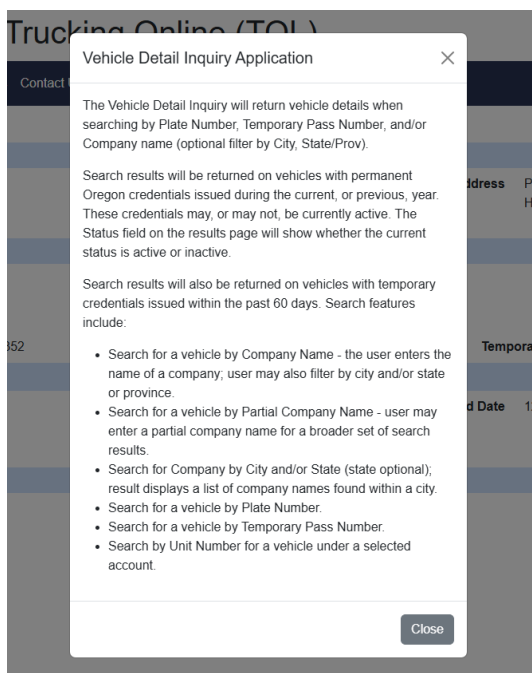 Trucking Online (TOL)
Vehicle Detail Inquiry Application
Contact
The Vehicle Detail Inquiry will return vehicle details when
searching by Plate Number, Temporary Pass Number, and/or
Company name (optional filter by City, State/Prov).
Search results will be returned on vehicles with permanent
Oregon credentials issued during the current, or previous, year.
These credentials may, or may not, be currently active. The
Status field on the results page will show whether the current
status is active or inactive.
ddress P
H
Search results will also be returned on vehicles with temporary
credentials issued within the past 60 days. Search features
include:
352
Tempora
• Search for a vehicle by Company Name - the user enters the
name of a company; user may also filter by city and/or state
or province.
• Search for a vehicle by Partial Company Name - user may
enter a partial company name for a broader set of search
results.
d Date 1
• Search for Company by City and/or State (state optional);
result displays a list of company names found within a city.
• Search for a vehicle by Plate Number.
• Search for a vehicle by Temporary Pass Number.
• Search by Unit Number for a vehicle under a selected
account.
Close